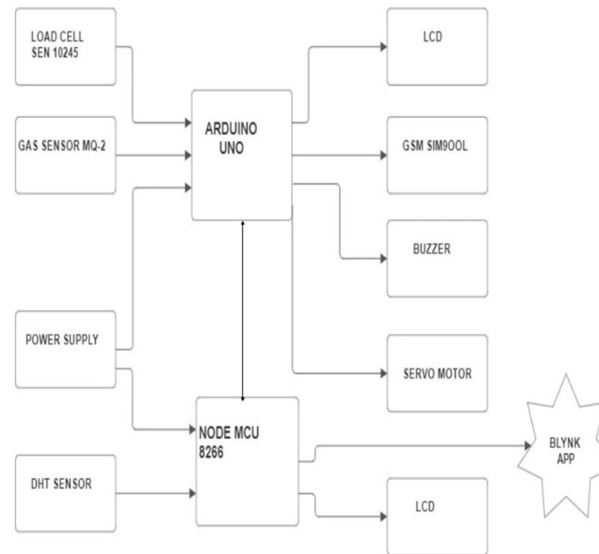 LOAD CELL
SEN 10245
LCD
ARDUINO
UNO
GAS SENSOR MQ-2
GSM SIM900L
BUZZER
POWER SUPPLY
SERVO MOTOR
NODE MCU
8266
BLYNK
APP
DHT SENSOR
LCD